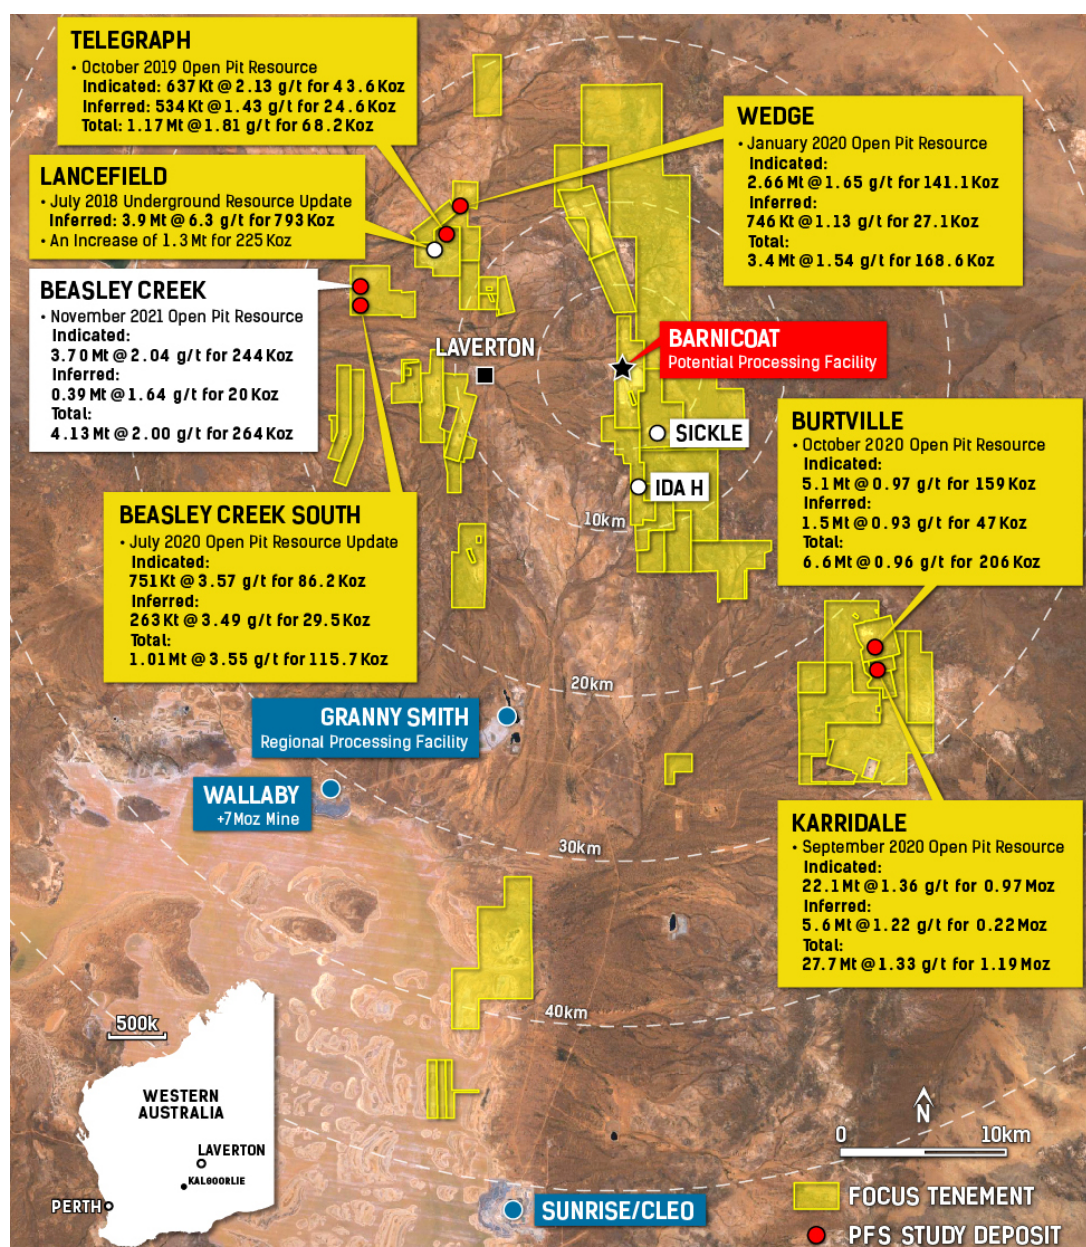 TELEGRAPH
• October 2019 Open Pit Resource
Indicated: 637 Kt @ 2.13 g/t for 43.6 Koz
Inferred: 534 Kt @ 1.43 g/t for 24.6 Koz
Total: 1.17 Mt @ 1.81 g/t for 68.2 Koz
LANCEFIELD
• July 2018 Underground Resource Update
Inferred: 3.9 Mt @ 6.3 g/t for 793 Koz
• An Increase of 1.3 Mt for 225 Koz
WEDGE
• January 2020 Open Pit Resource
Indicated:
2.66 Mt @ 1.65 g/t for 141.1 Koz
Inferred:
746 Kt @ 1.13 g/t for 27.1 Koz
Total:
3.4 Mt @ 1.54 g/t for 168.6 Koz
BEASLEY CREEK
• November 2021 Open Pit Resource
Indicated:
3.70 Mt @ 2.04 g/t for 244 Koz
Inferred:
0.39 Mt @ 1.64 g/t for 20 Koz
Total:
4.13 Mt @ 2.00 g/t for 264 Koz
LAVERTON
BARNICOAT
Potential Processing Facility
SICKLE
IDA H
10km
BURTVILLE
• October 2020 Open Pit Resource
Indicated:
5.1 Mt @ 0.97 g/t for 159 Koz
Inferred:
1.5 Mt @ 0.93 g/t for 47 Koz
Total:
6.6 Mt @ 0.96 g/t for 206 Koz
BEASLEY CREEK SOUTH
• July 2020 Open Pit Resource Update
Indicated:
751 Kt @ 3.57 g/t for 86.2 Koz
Inferred:
263 Kt @ 3.49 g/t for 29.5 Koz
Total:
1.01 Mt @ 3.55 g/t for 115.7 Koz
20km
GRANNY SMITH
Regional Processing Facility
WALLABY
+7Moz Mine
30km
KARRIDALE
• September 2020 Open Pit Resource
Indicated:
22.1 Mt @ 1.36 g/t for 0.97 Moz
Inferred:
5.6 Mt @ 1.22 g/t for 0.22 Moz
Total:
27.7 Mt @ 1.33 g/t for 1.19 Moz
40km
500k
WESTERN
AUSTRALIA
LAVERTON
KALGOORLIE
PERTH
N
0 10km
SUNRISE/CLEO
FOCUS TENEMENT
PFS STUDY DEPOSIT